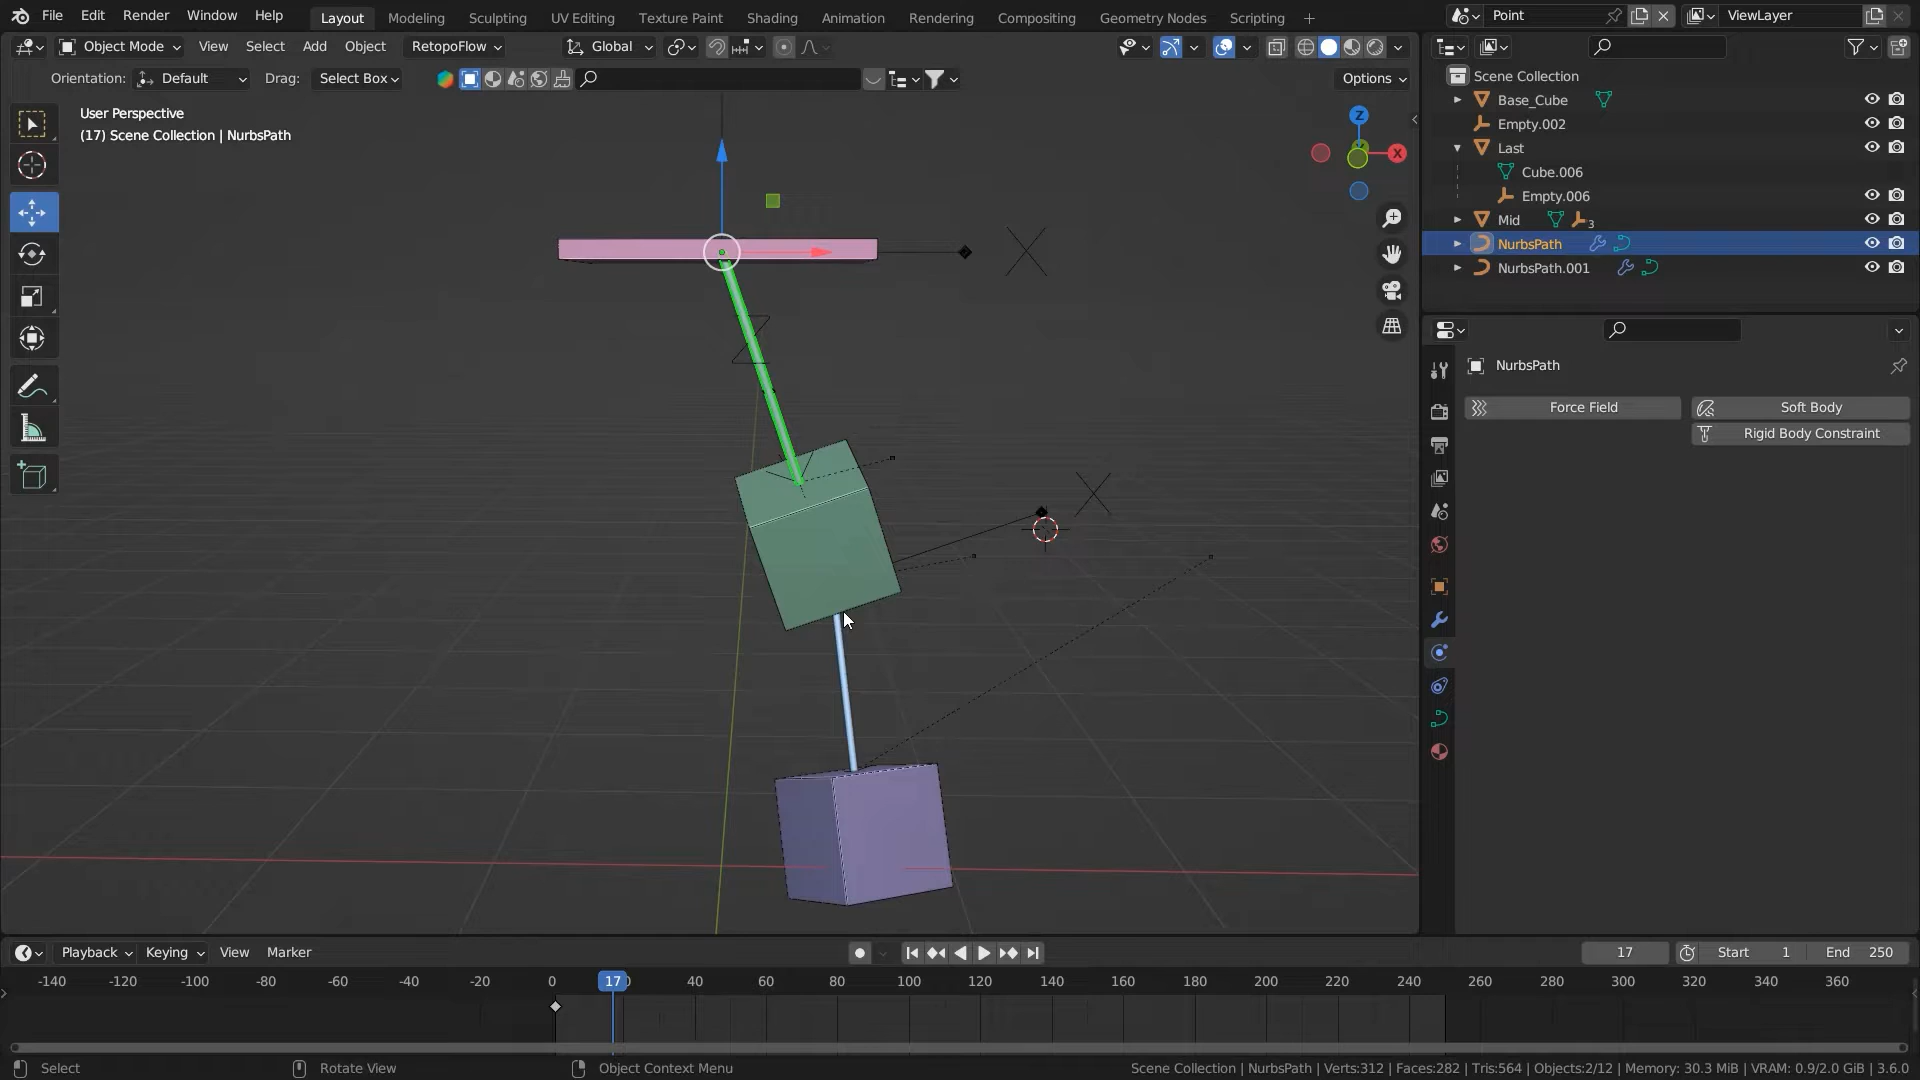 File Edit Render Window Help Layout Modeling Sculpting UV Editing Texture Paint Shading Animation Rendering Compositing Geometry Nodes Scripting Point ViewLayer
Object Mode View Select Add Object RetopoFlow Global
Orientation: Default Drag: Select Box Options
User Perspective
(17) Scene Collection | NurbsPath
Z
X
Scene Collection
Base_Cube
Empty.002
Last
Cube.006
Empty.006
Mid 3
NurbsPath
NurbsPath.001
NurbsPath
Force Field Soft Body
Rigid Body Constraint
Playback Keying View Marker 17 Start 1 End 250
-140 -120 -100 -80 -60 -40 -20 0 17 40 60 80 100 120 140 160 180 200 220 240 260 280 300 320 340 360
Select Rotate View Object Context Menu Scene Collection | NurbsPath | Verts:312 | Faces:282 | Tris:564 | Objects:2/12 | Memory: 30.3 MiB | VRAM: 0.9/2.0 GiB | 3.6.0